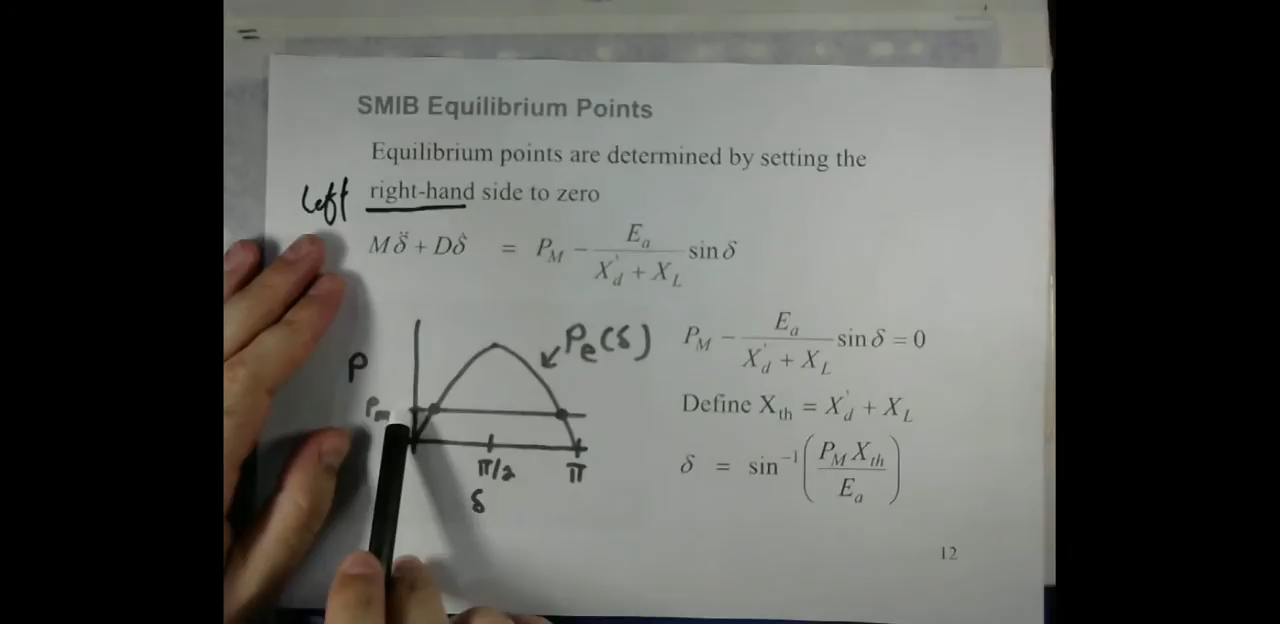 SMIB Equilibrium Points
Equilibrium points are determined by setting the
left right-hand side to zero
Mδ̈ + Dδ̇ = P_M − E_a / (X'_d + X_L) sin δ
P_e(δ)
P_M − E_a / (X'_d + X_L) sin δ = 0
P
P_m
Define X_th = X'_d + X_L
π/2 π
δ = sin⁻¹(P_M X_th / E_a)
δ
12